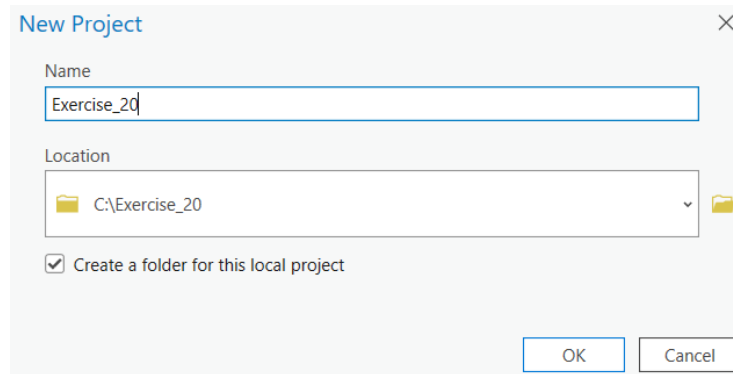 New Project
Name
Exercise_20
Location
C:\Exercise_20
Create a folder for this local project
OK
Cancel